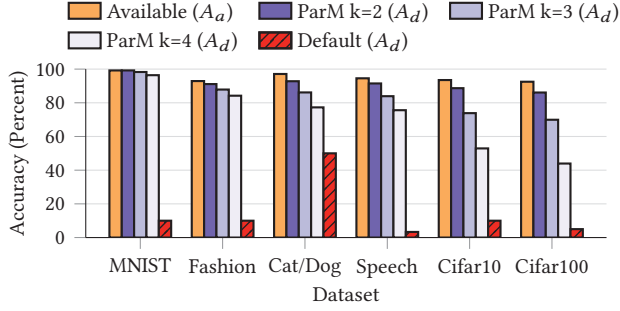 Available (A_a) ParM k=2 (A_d) ParM k=3 (A_d)
ParM k=4 (A_d) Default (A_d)
100
80
60
40
20
0
Accuracy (Percent)
MNIST Fashion Cat/Dog Speech Cifar10 Cifar100
Dataset